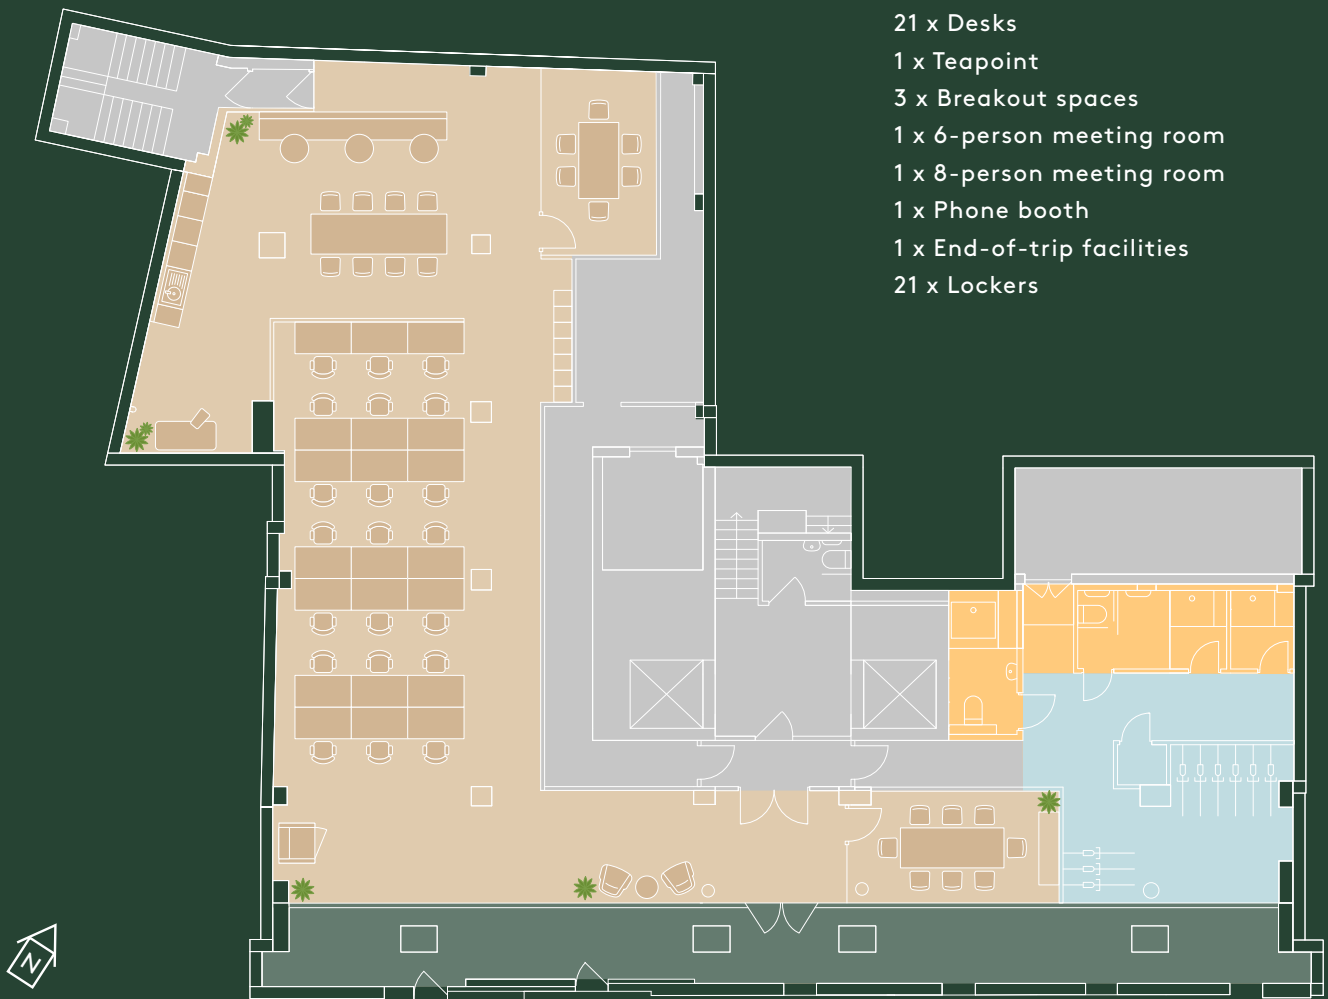 21 x Desks
1 x Teapoint
3 x Breakout spaces
1 x 6-person meeting room
1 x 8-person meeting room
1 x Phone booth
1 x End-of-trip facilities
21 x Lockers
N